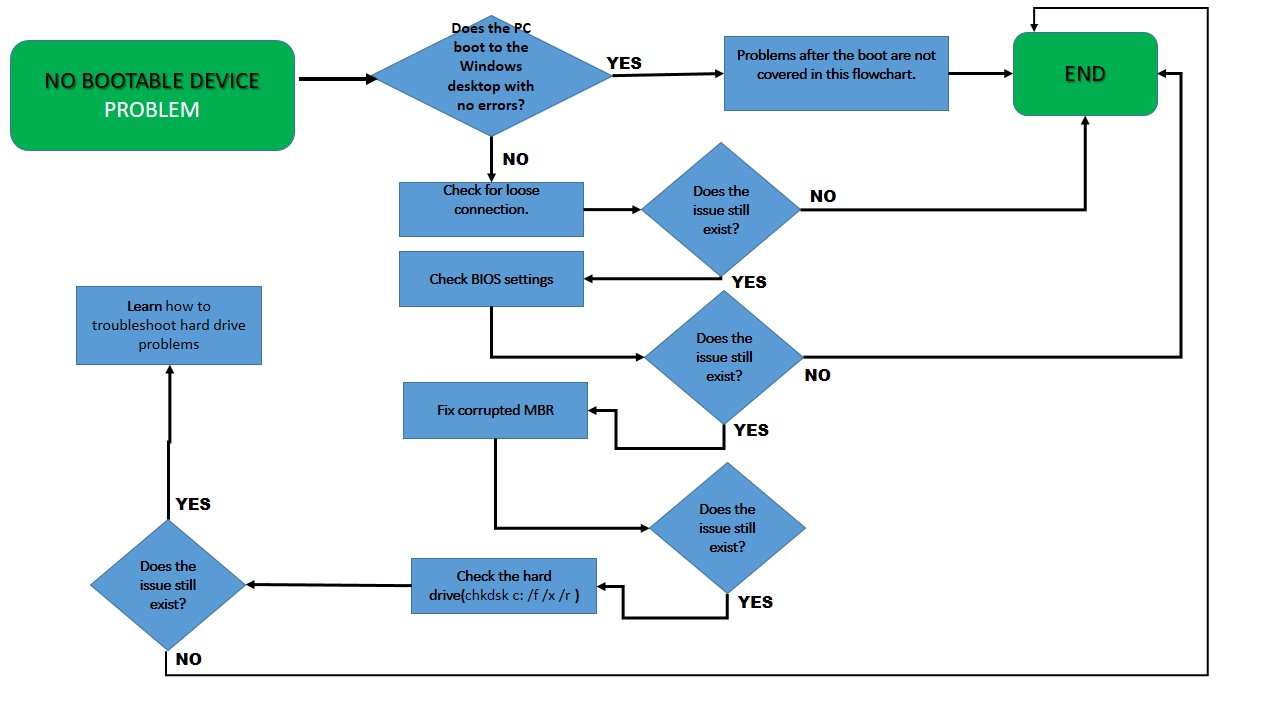 NO BOOTABLE DEVICE
PROBLEM
Does the PC
boot to the
Windows
desktop with
no errors?
YES
Problems after the boot are not
covered in this flowchart.
END
NO
Check for loose
connection.
Does the
issue still
exist?
NO
YES
Check BIOS settings
Does the
issue still
exist?
NO
YES
Fix corrupted MBR
Does the
issue still
exist?
YES
Check the hard
drive(chkdsk c: /f /x /r )
Does the
issue still
exist?
YES
Learn how to
troubleshoot hard drive
problems
NO